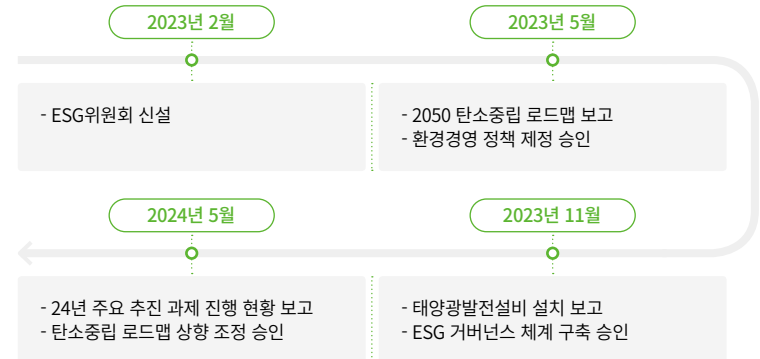 2023년 2월
- ESG위원회 신설
2023년 5월
- 2050 탄소중립 로드맵 보고
- 환경경영 정책 제정 승인
2023년 11월
- 태양광발전설비 설치 보고
- ESG 거버넌스 체계 구축 승인
2024년 5월
- 24년 주요 추진 과제 진행 현황 보고
- 탄소중립 로드맵 상향 조정 승인